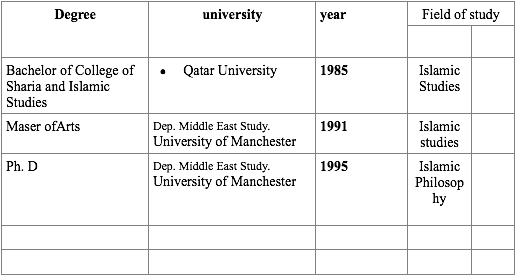 Degree university year Field of study
Bachelor of College of • Qatar University 1985 Islamic
Sharia and Islamic Studies
Studies
Maser ofArts Dep. Middle East Study. 1991 Islamic
University of Manchester studies
Ph. D Dep. Middle East Study. 1995 Islamic
University of Manchester Philosop
hy